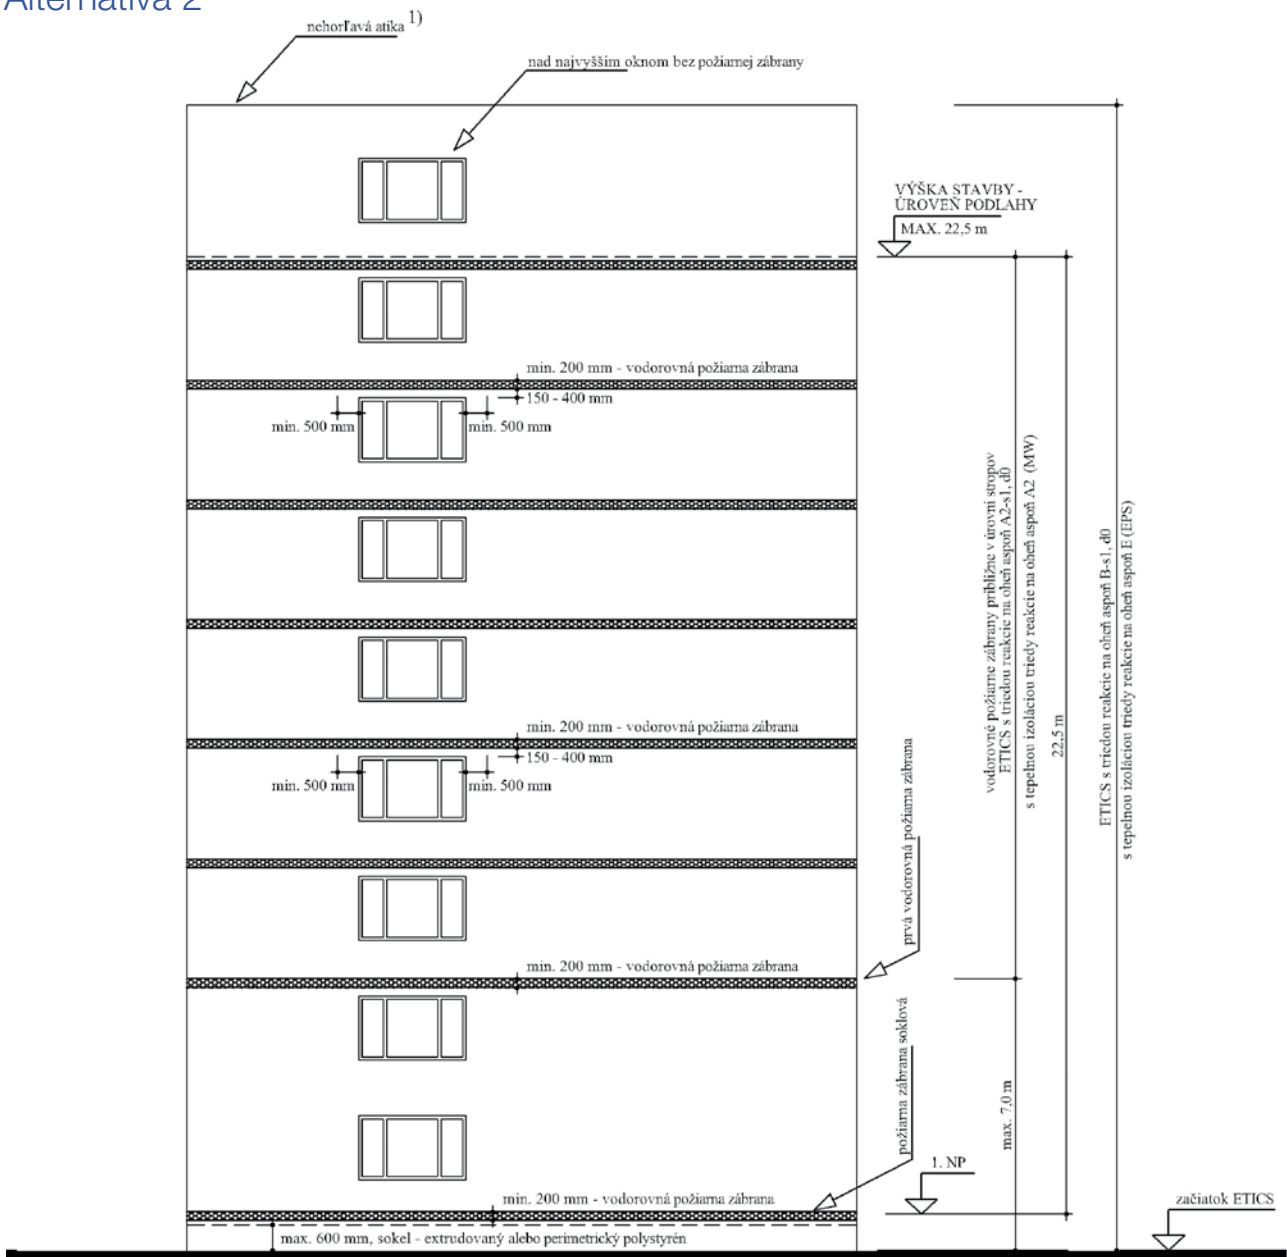 Alternatíva 2
nehorľavá atika 1)
nad najvyšším oknom bez požiarnej zábrany
VÝŠKA STAVBY -
ÚROVEŇ PODLAHY
MAX. 22,5 m
min. 200 mm - vodorovná požiarna zábrana
150 - 400 mm
min. 500 mm
min. 500 mm
vodorovné požiarne zábrany približne v úrovni stropov
ETICS s triedou reakcie na oheň aspoň A2-s1, d0
s tepelnou izoláciou triedy reakcie na oheň aspoň A2 (MW)
22,5 m
ETICS s triedou reakcie na oheň aspoň B-s1, d0
s tepelnou izoláciou triedy reakcie na oheň aspoň E (EPS)
min. 200 mm - vodorovná požiarna zábrana
150 - 400 mm
min. 500 mm
min. 500 mm
prvá vodorovná požiarna zábrana
min. 200 mm - vodorovná požiarna zábrana
požiarna zábrana soklová
max. 7,0 m
1. NP
min. 200 mm - vodorovná požiarna zábrana
začiatok ETICS
max. 600 mm, sokel - extrudovaný alebo perimetrický polystyrén